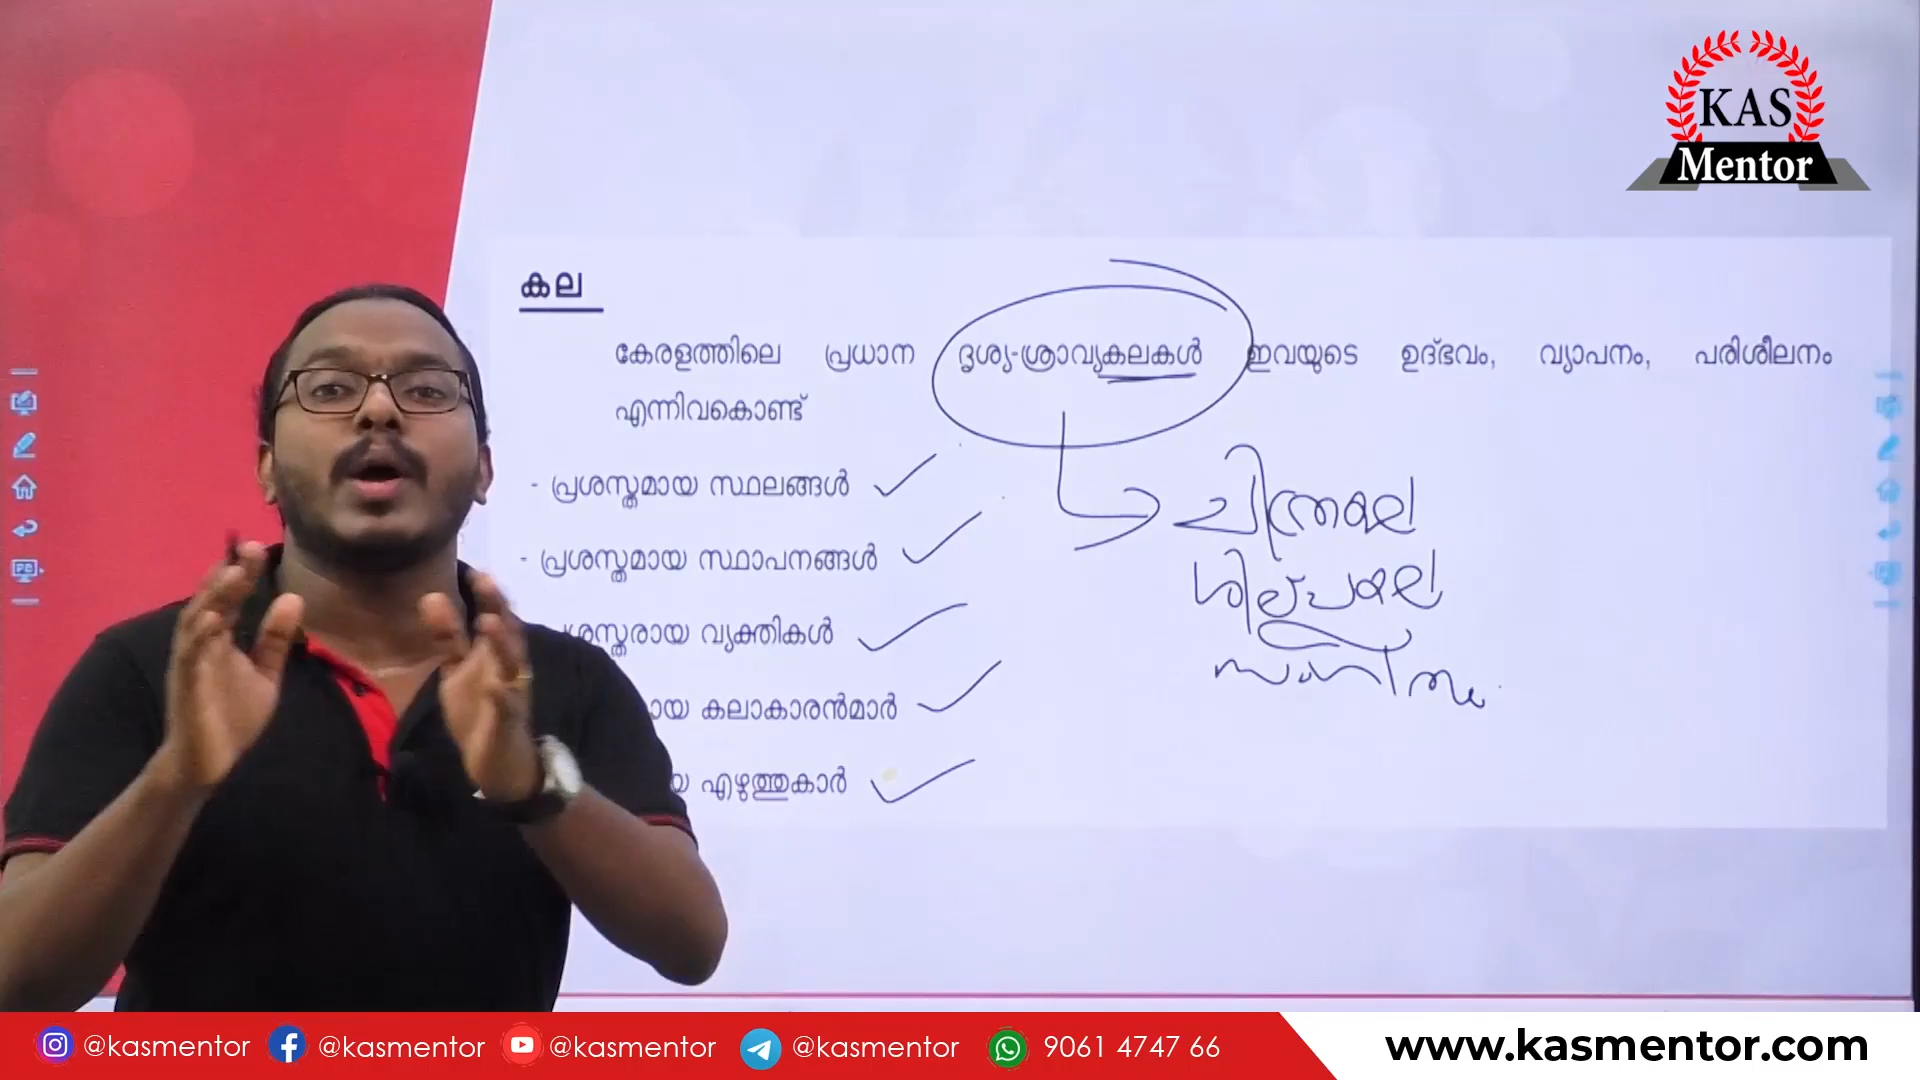 KAS
Mentor
കല
കേരളത്തിലെ പ്രധാന ദൃശ്യ-ശ്രാവ്യകലകൾ ഇവയുടെ ഉദ്ഭവം, വ്യാപനം, പരിശീലനം
എന്നിവകൊണ്ട്
- പ്രശസ്തമായ സ്ഥലങ്ങൾ
- പ്രശസ്തമായ സ്ഥാപനങ്ങൾ
വ്യക്തികൾ
കലാകാരൻമാർ
എഴുത്തുകാർ
ചിത്രകല
ശില്പകല
സംഗീതം
@kasmentor @kasmentor @kasmentor @kasmentor 9061 4747 66 www.kasmentor.com